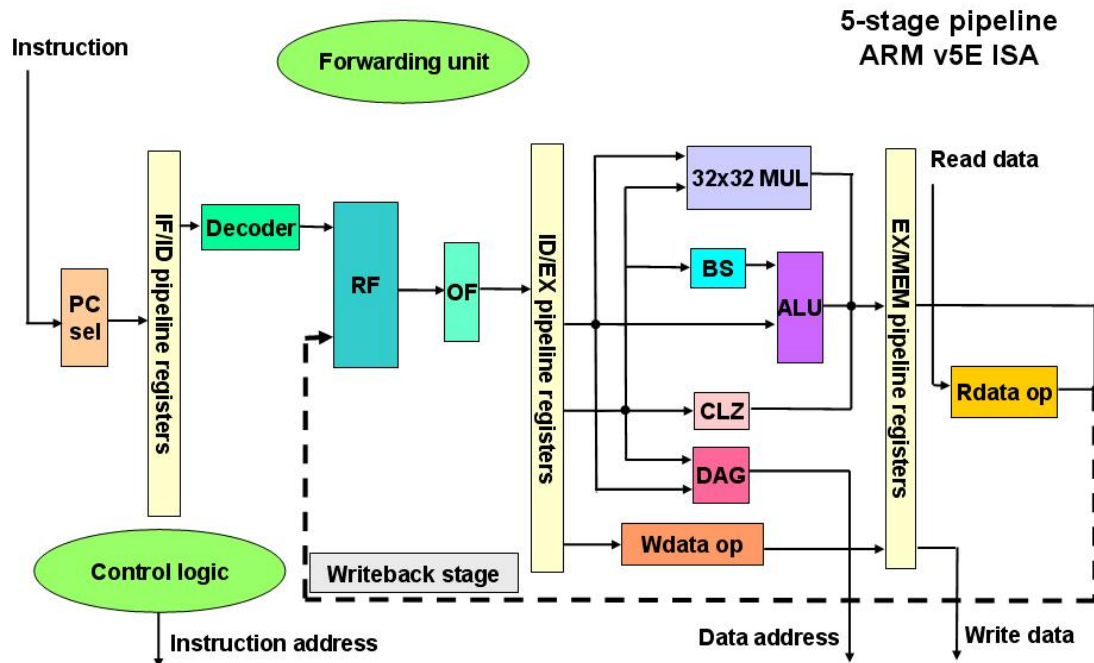 5-stage pipeline
ARM v5E ISA
Instruction
Forwarding unit
Read data
32x32 MUL
IF/ID pipeline registers
Decoder
RF
OF
ID/EX pipeline registers
BS
ALU
EX/MEM pipeline registers
PC
sel
Rdata op
CLZ
DAG
Wdata op
Control logic
Writeback stage
Instruction address
Data address
Write data